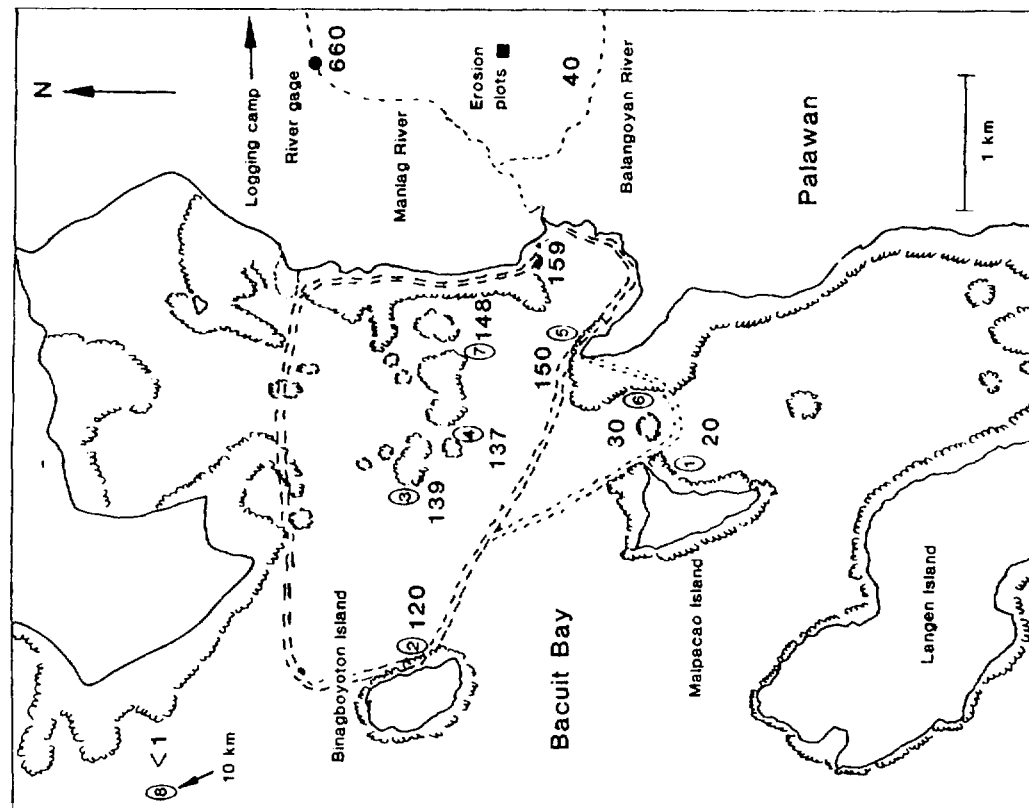 N
Logging camp
River gage
660
Manlag River
Erosion
plots
40
Balangoyan River
Palawan
1 km
159
148
7
5
150
4
137
3
139
6
30
20
1
2
120
Binagboyoton Island
Bacuit Bay
Malpacao Island
Langen Island
8
<1
10 km